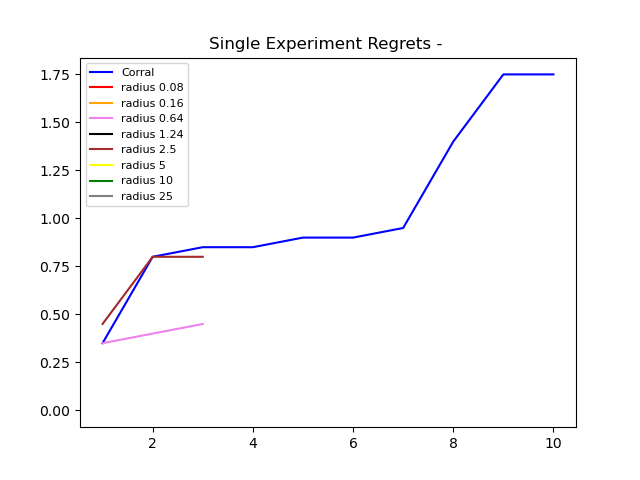 Single Experiment Regrets -
Corral
radius 0.08
radius 0.16
radius 0.64
radius 1.24
radius 2.5
radius 5
radius 10
radius 25
1.75
1.50
1.25
1.00
0.75
0.50
0.25
0.00
2 4 6 8 10